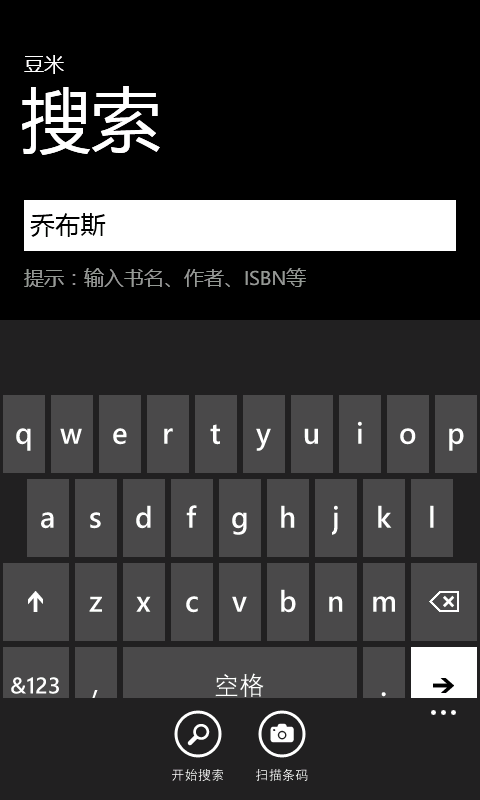 豆米
搜索
乔布斯
提示：输入书名、作者、ISBN等
q w e r t y u i o p
a s d f g h j k l
z x c v b n m
&123 , 空格 .
开始搜索 扫描条码